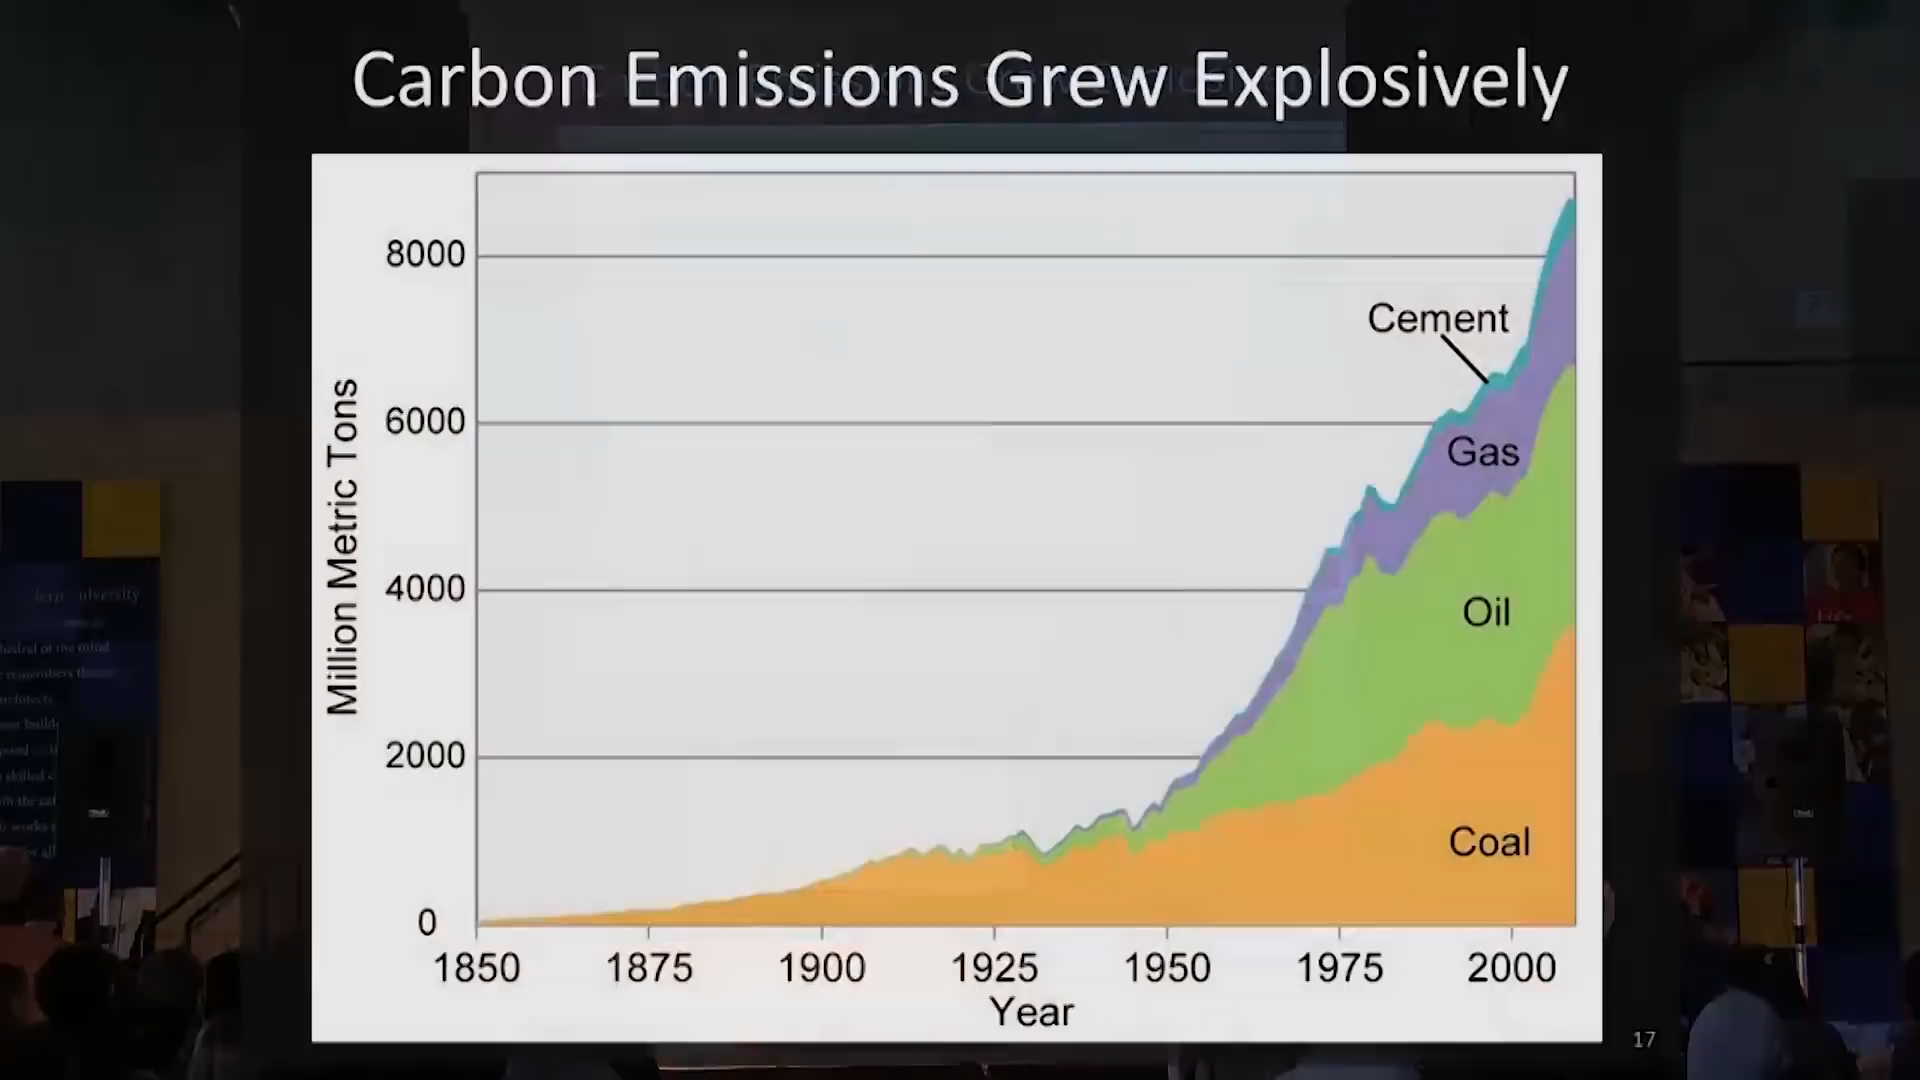 Carbon Emissions Grew Explosively
8000
6000
4000
2000
0
Million Metric Tons
Cement
Gas
Oil
Coal
1850 1875 1900 1925 1950 1975 2000
Year
17